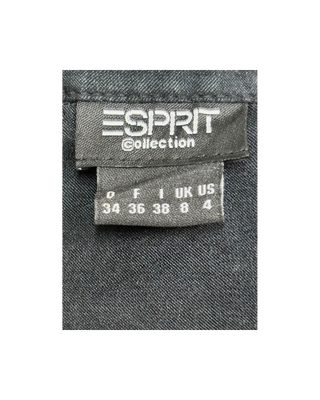 ESPRIT
Collection
D F I UK US
34 36 38 8 4